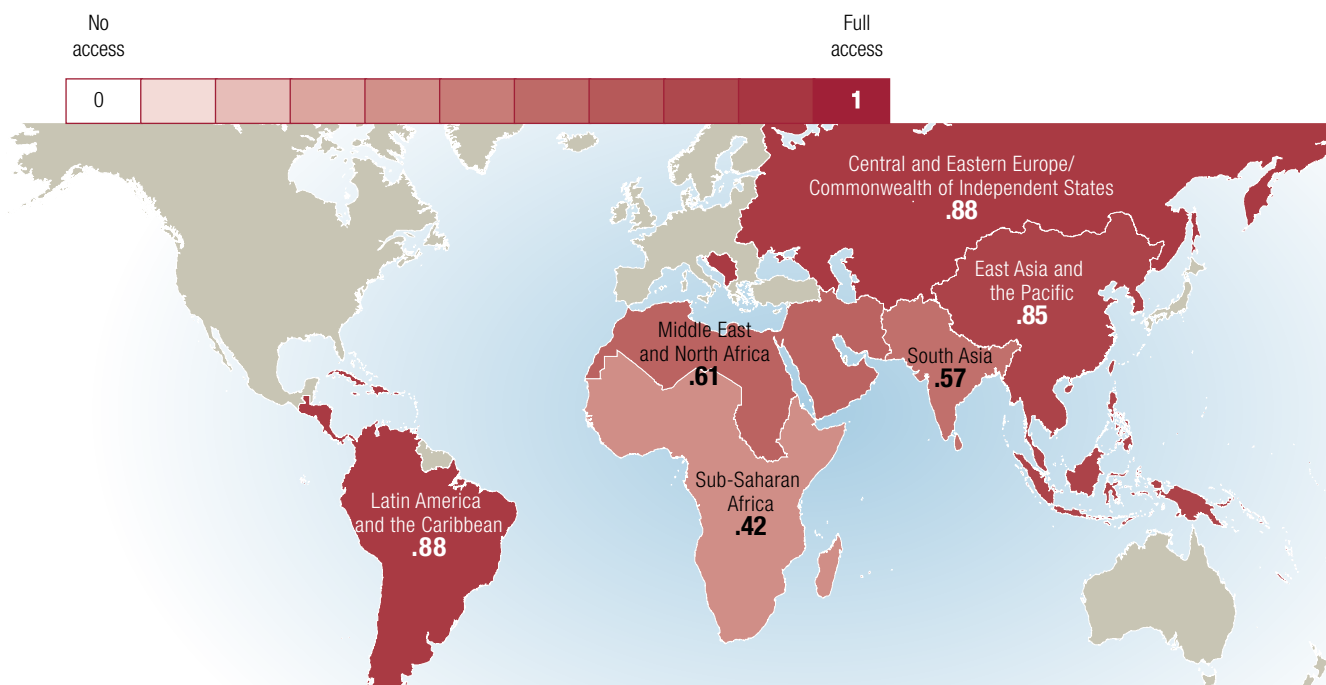 No
access
Full
access
0
1
Central and Eastern Europe/
Commonwealth of Independent States
.88
East Asia and
the Pacific
.85
Middle East
and North Africa
.61
South Asia
.57
Sub-Saharan
Africa
.42
Latin America
and the Caribbean
.88